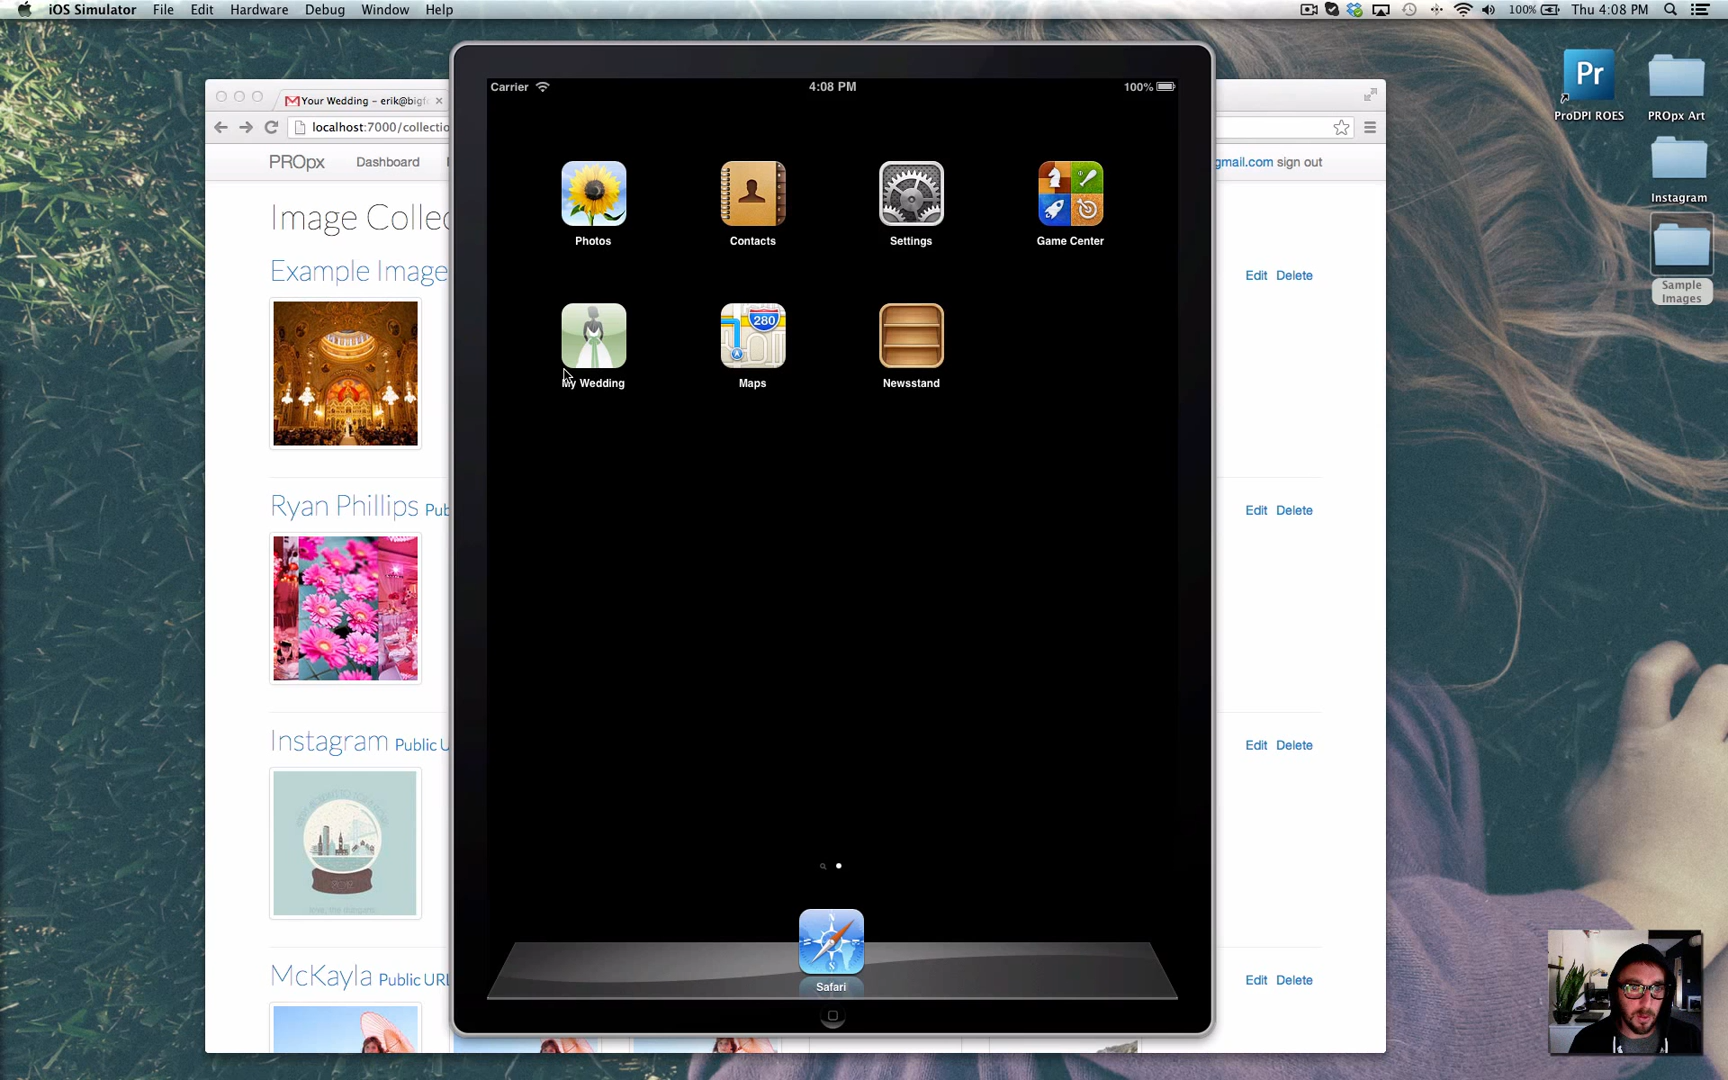 iOS Simulator File Edit Hardware Debug Window Help
100% Thu 4:08 PM
Your Wedding – erik@bigf
localhost:7000/collectio
PROpx Dashboard
gmail.com sign out
Image Collec
Example Image
Edit Delete
Ryan Phillips Pub
Edit Delete
Instagram Public U
Edit Delete
McKayla Public URL
Edit Delete
Carrier 4:08 PM 100%
Photos Contacts Settings Game Center
280
My Wedding Maps Newsstand
N
S
Safari
Pr
ProDPI ROES
PROpx Art
Instagram
Sample
Images